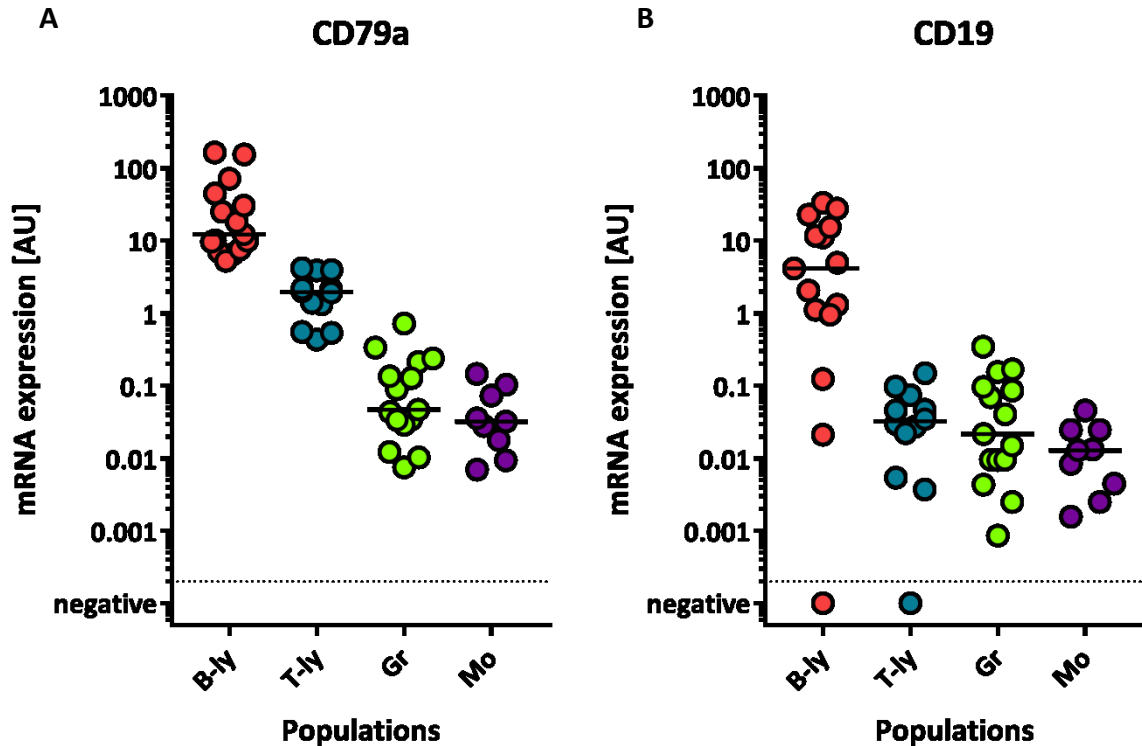 A
CD79a
mRNA expression [AU]
1000
100
10
1
0.1
0.01
0.001
negative
B-ly
T-ly
Gr
Mo
Populations
B
CD19
mRNA expression [AU]
1000
100
10
1
0.1
0.01
0.001
negative
B-ly
T-ly
Gr
Mo
Populations